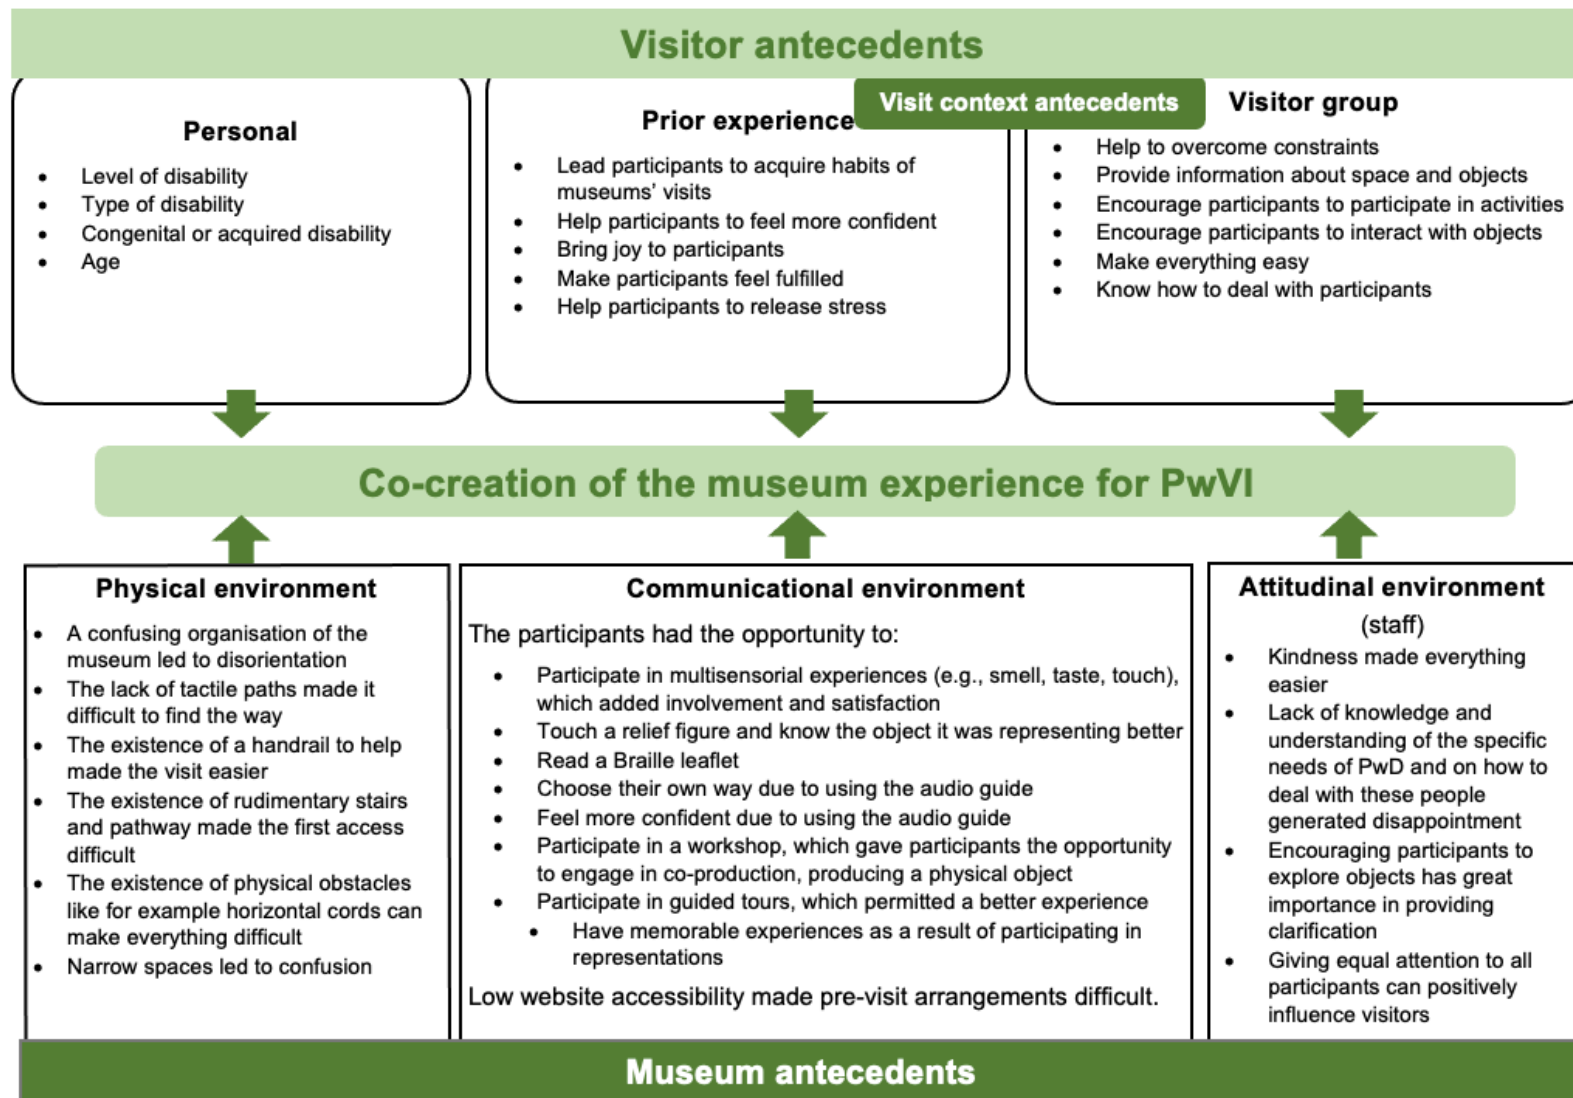 Visitor antecedents
Visit context antecedents
Personal
• Level of disability
• Type of disability
• Congenital or acquired disability
• Age
Prior experience
• Lead participants to acquire habits of
museums’ visits
• Help participants to feel more confident
• Bring joy to participants
• Make participants feel fulfilled
• Help participants to release stress
Visitor group
• Help to overcome constraints
• Provide information about space and objects
• Encourage participants to participate in activities
• Encourage participants to interact with objects
• Make everything easy
• Know how to deal with participants
Co-creation of the museum experience for PwVI
Physical environment
• A confusing organisation of the
museum led to disorientation
• The lack of tactile paths made it
difficult to find the way
• The existence of a handrail to help
made the visit easier
• The existence of rudimentary stairs
and pathway made the first access
difficult
• The existence of physical obstacles
like for example horizontal cords can
make everything difficult
• Narrow spaces led to confusion
Communicational environment
The participants had the opportunity to:
• Participate in multisensorial experiences (e.g., smell, taste, touch),
which added involvement and satisfaction
• Touch a relief figure and know the object it was representing better
• Read a Braille leaflet
• Choose their own way due to using the audio guide
• Feel more confident due to using the audio guide
• Participate in a workshop, which gave participants the opportunity
to engage in co-production, producing a physical object
• Participate in guided tours, which permitted a better experience
• Have memorable experiences as a result of participating in
representations
Low website accessibility made pre-visit arrangements difficult.
Attitudinal environment
(staff)
• Kindness made everything
easier
• Lack of knowledge and
understanding of the specific
needs of PwD and on how to
deal with these people
generated disappointment
• Encouraging participants to
explore objects has great
importance in providing
clarification
• Giving equal attention to all
participants can positively
influence visitors
Museum antecedents